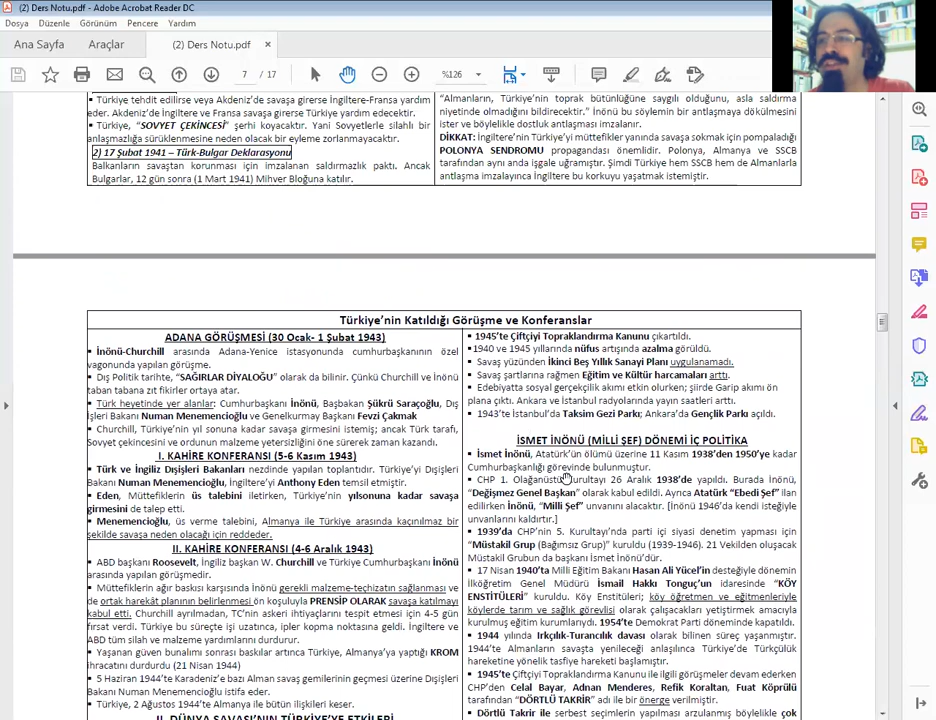 (2) Ders Notu.pdf - Adobe Acrobat Reader DC
Dosya Düzenle Görünüm Pencere Yardım
Ana Sayfa Araçlar (2) Ders Notu.pdf ×
7 / 17 %126
▪ Türkiye tehdit edilirse veya Akdeniz'de savaşa girerse İngiltere-Fransa yardım
eder. Akdeniz'de İngiltere ve Fransa savaşa girerse Türkiye yardım edecektir.
▪ Türkiye, "SOVYET ÇEKİNCESİ" şerhi koyacaktır. Yani Sovyetlerle silahlı bir
anlaşmazlığa sürüklenmesine neden olacak bir eyleme zorlanmayacaktır.
2) 17 Şubat 1941 – Türk-Bulgar Deklarasyonu
Balkanların savaştan korunması için imzalanan saldırmazlık paktı. Ancak
Bulgarlar, 12 gün sonra (1 Mart 1941) Mihver Bloğuna katılır.
"Almanların, Türkiye'nin toprak bütünlüğüne saygılı olduğunu, asla saldırma
niyetinde olmadığını bildirecektir." İnönü bu söylemin bir antlaşmaya dökülmesini
ister ve böylelikle dostluk antlaşması imzalanır.
DİKKAT: İngiltere'nin Türkiye'yi müttefikler yanında savaşa sokmak için pompaladığı
POLONYA SENDROMU propagandası önemlidir. Polonya, Almanya ve SSCB
tarafından aynı anda işgale uğramıştır. Şimdi Türkiye hem SSCB hem de Almanlarla
antlaşma imzalayınca İngiltere bu korkuyu yaşatmak istemiştir.
Türkiye'nin Katıldığı Görüşme ve Konferanslar
ADANA GÖRÜŞMESİ (30 Ocak- 1 Şubat 1943)
▪ İnönü-Churchill arasında Adana-Yenice istasyonunda cumhurbaşkanının özel
vagonunda yapılan görüşme.
▪ Dış Politik tarihte, "SAĞIRLAR DİYALOĞU" olarak da bilinir. Çünkü Churchill ve İnönü
taban tabana zıt fikirler ortaya atar.
▪ Türk heyetinde yer alanlar; Cumhurbaşkanı İnönü, Başbakan Şükrü Saraçoğlu, Dış
İşleri Bakanı Numan Menemencioğlu ve Genelkurmay Başkanı Fevzi Çakmak
▪ Churchill, Türkiye'nin yıl sonuna kadar savaşa girmesini istemiş; ancak Türk tarafı,
Sovyet çekincesini ve ordunun malzeme yetersizliğini öne sürerek zaman kazandı.
I. KAHİRE KONFERANSI (5-6 Kasım 1943)
▪ Türk ve İngiliz Dışişleri Bakanları nezdinde yapılan toplantıdır. Türkiye'yi Dışişleri
Bakanı Numan Menemencioğlu, İngiltere'yi Anthony Eden temsil etmiştir.
▪ Eden, Müttefiklerin üs talebini iletirken, Türkiye'nin yılsonuna kadar savaşa
girmesini de talep etti.
▪ Menemencioğlu, üs verme talebini, Almanya ile Türkiye arasında kaçınılmaz bir
şekilde savaşa neden olacağı için reddeder.
II. KAHİRE KONFERANSI (4-6 Aralık 1943)
▪ ABD başkanı Roosevelt, İngiliz başkan W. Churchill ve Türkiye Cumhurbaşkanı İnönü
arasında yapılan görüşmedir.
▪ Müttefiklerin ağır baskısı karşısında İnönü gerekli malzeme-teçhizatın sağlanması ve
de ortak harekât planının belirlenmesi ön koşuluyla PRENSİP OLARAK savaşa katılmayı
kabul etti. Churchill ayrılmadan, TC'nin askeri ihtiyaçlarını tespit etmesi için 4-5 gün
fırsat verdi. Türkiye bu süreçte işi uzatınca, ipler kopma noktasına geldi. İngiltere ve
ABD tüm silah ve malzeme yardımlarını durdurur.
▪ Yaşanan güven bunalımı sonrası baskılar artınca Türkiye, Almanya'ya yaptığı KROM
ihracatını durdurdu (21 Nisan 1944)
▪ 5 Haziran 1944'te Karadeniz'e bazı Alman savaş gemilerinin geçmesi üzerine Dışişleri
Bakanı Numan Menemencioğlu istifa eder.
▪ Türkiye, 2 Ağustos 1944'te Almanya ile bütün ilişkileri keser.
II. DÜNYA SAVAŞI'NIN TÜRKİYE'YE ETKİLERİ
▪ 1945'te Çiftçiyi Topraklandırma Kanunu çıkartıldı.
▪ 1940 ve 1945 yıllarında nüfus artışında azalma görüldü.
▪ Savaş yüzünden İkinci Beş Yıllık Sanayi Planı uygulanamadı.
▪ Savaş şartlarına rağmen Eğitim ve Kültür harcamaları arttı.
▪ Edebiyatta sosyal gerçekçilik akımı etkin olurken; şiirde Garip akımı ön
plana çıktı. Ankara ve İstanbul radyolarında yayın saatleri arttı.
▪ 1943'te İstanbul'da Taksim Gezi Parkı; Ankara'da Gençlik Parkı açıldı.
İSMET İNÖNÜ (MİLLİ ŞEF) DÖNEMİ İÇ POLİTİKA
▪ İsmet İnönü, Atatürk'ün ölümü üzerine 11 Kasım 1938'den 1950'ye kadar
Cumhurbaşkanlığı görevinde bulunmuştur.
▪ CHP 1. Olağanüstü Kurultayı 26 Aralık 1938'de yapıldı. Burada İnönü,
"Değişmez Genel Başkan" olarak kabul edildi. Ayrıca Atatürk "Ebedi Şef" ilan
edilirken İnönü, "Milli Şef" unvanını alacaktır. [İnönü 1946'da kendi isteğiyle
unvanlarını kaldırtır.]
▪ 1939'da CHP'nin 5. Kurultayı'nda parti içi siyasi denetim yapması için
"Müstakil Grup (Bağımsız Grup)" kuruldu (1939-1946). 21 Vekilden oluşacak
Müstakil Grubun da başkanı İsmet İnönü'dür.
▪ 17 Nisan 1940'ta Milli Eğitim Bakanı Hasan Ali Yücel'in desteğiyle dönemin
İlköğretim Genel Müdürü İsmail Hakkı Tonguç'un idaresinde "KÖY
ENSTİTÜLERİ" kuruldu. Köy Enstitüleri; köy öğretmen ve eğitmenleriyle
köylerde tarım ve sağlık görevlisi olarak çalışacakları yetiştirmek amacıyla
kurulmuş eğitim kurumlarıydı. 1954'te Demokrat Parti döneminde kapatıldı.
▪ 1944 yılında Irkçılık-Turancılık davası olarak bilinen süreç yaşanmıştır.
1944'te Almanların savaşta yenileceği anlaşılınca Türkiye'de Türkçülük
hareketine yönelik tasfiye hareketi başlamıştır.
▪ 1945'te Çiftçiyi Topraklandırma Kanunu ile ilgili görüşmeler devam ederken
CHP'den Celal Bayar, Adnan Menderes, Refik Koraltan, Fuat Köprülü
tarafından "DÖRTLÜ TAKRİR" adı ile bir önerge verilmiştir.
▪ Dörtlü Takrir ile serbest seçimlerin yapılması arzulanmış böylelikle çok